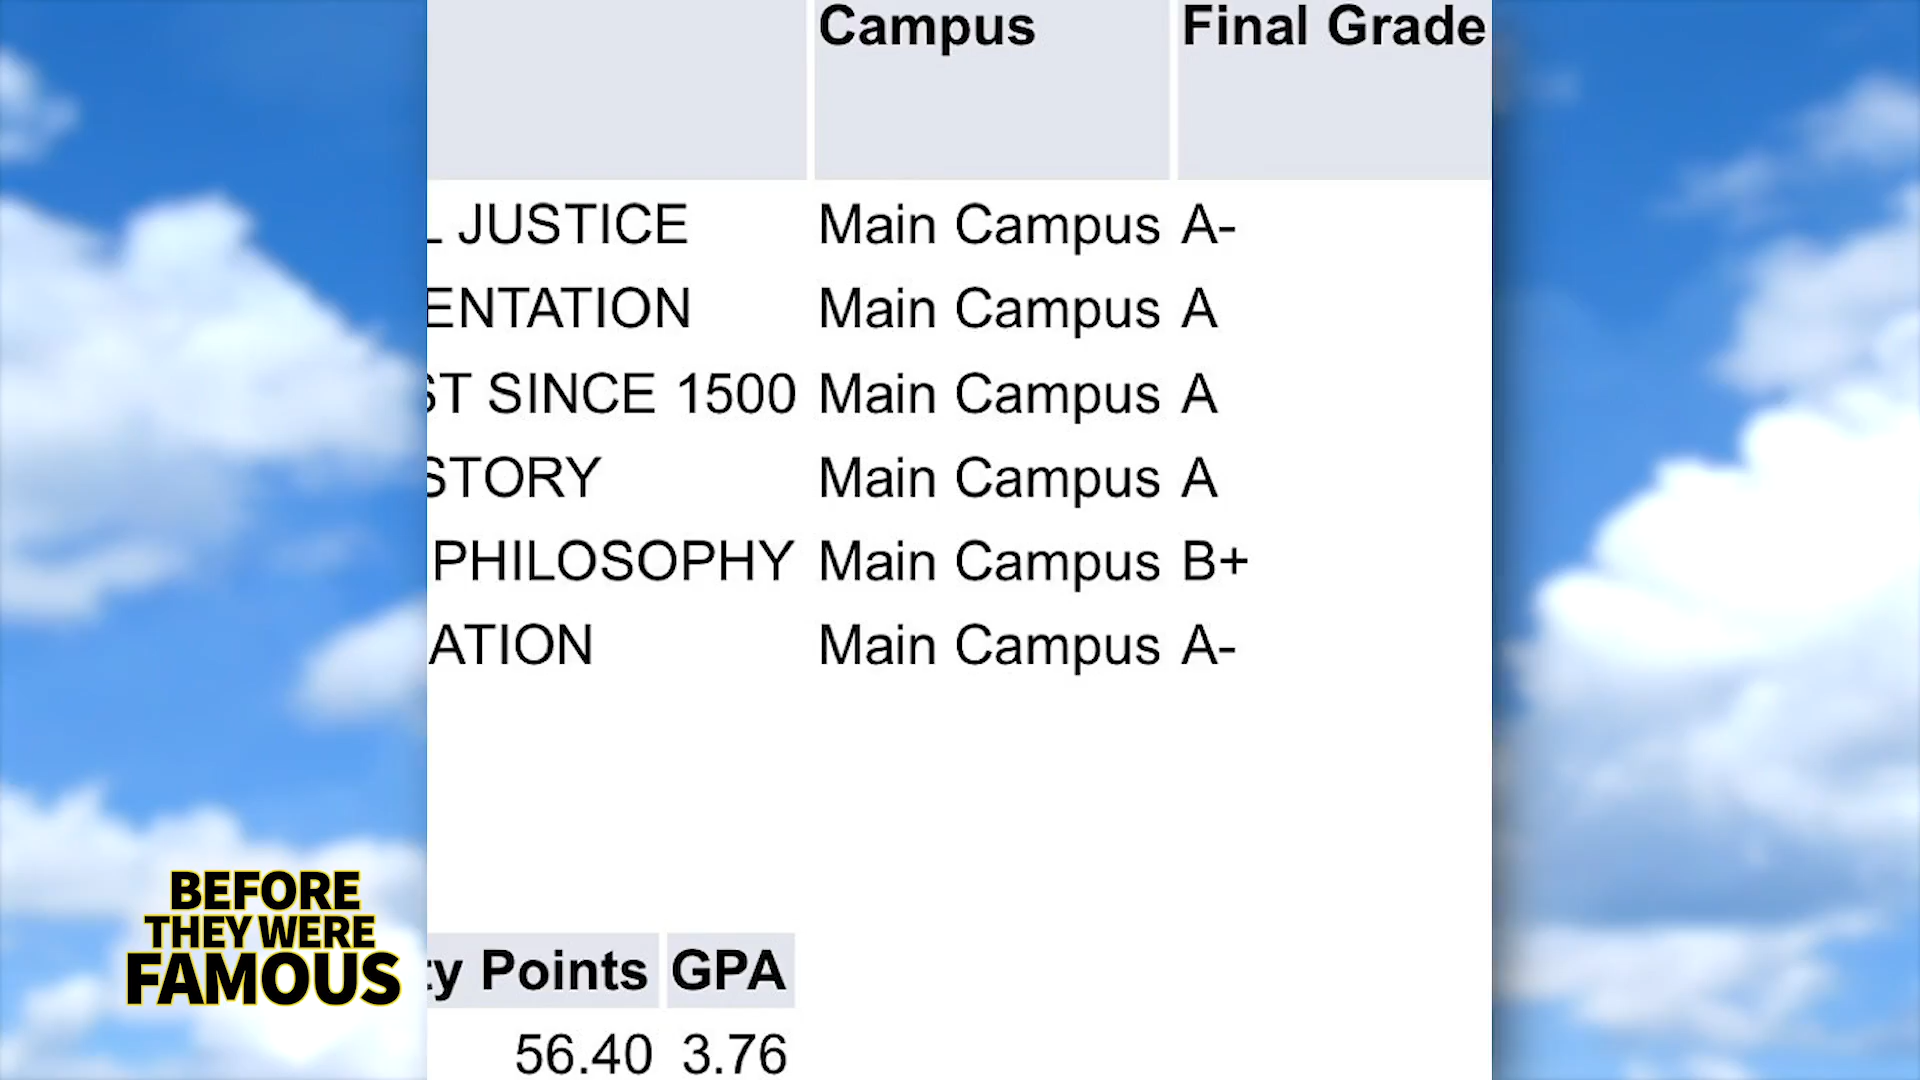 Campus Final Grade
JUSTICE Main Campus A-
ENTATION Main Campus A
ST SINCE 1500 Main Campus A
STORY Main Campus A
PHILOSOPHY Main Campus B+
ATION Main Campus A-
ty Points GPA
56.40 3.76
BEFORE
THEY WERE
FAMOUS